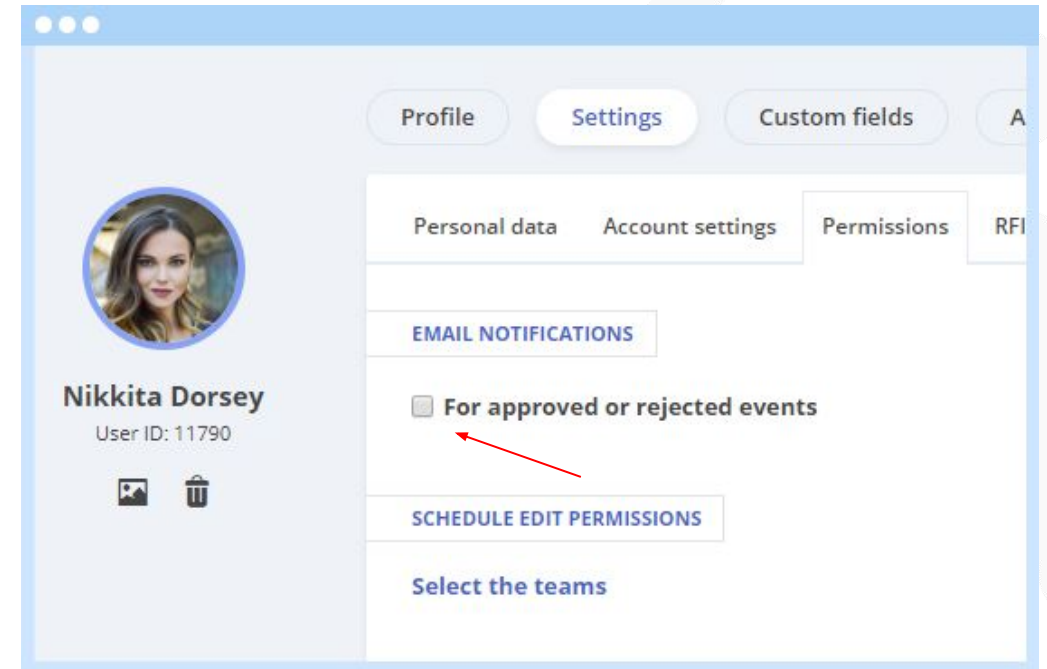 Profile
Settings
Custom fields
A
Personal data
Account settings
Permissions
RFI
EMAIL NOTIFICATIONS
Nikkita Dorsey
User ID: 11790
For approved or rejected events
SCHEDULE EDIT PERMISSIONS
Select the teams